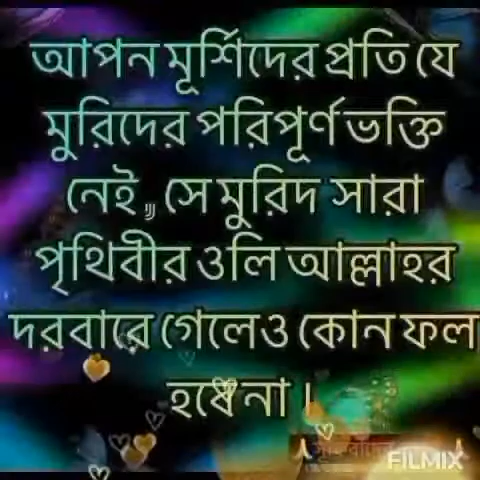 আপন মূর্শিদের প্রতি যে
মুরিদের পরিপূর্ণ ভক্তি
নেই, সে মুরিদ সারা
পৃথিবীর ওলি আল্লাহর
দরবারে গেলেও কোন ফল
হবে না।
FILMIX